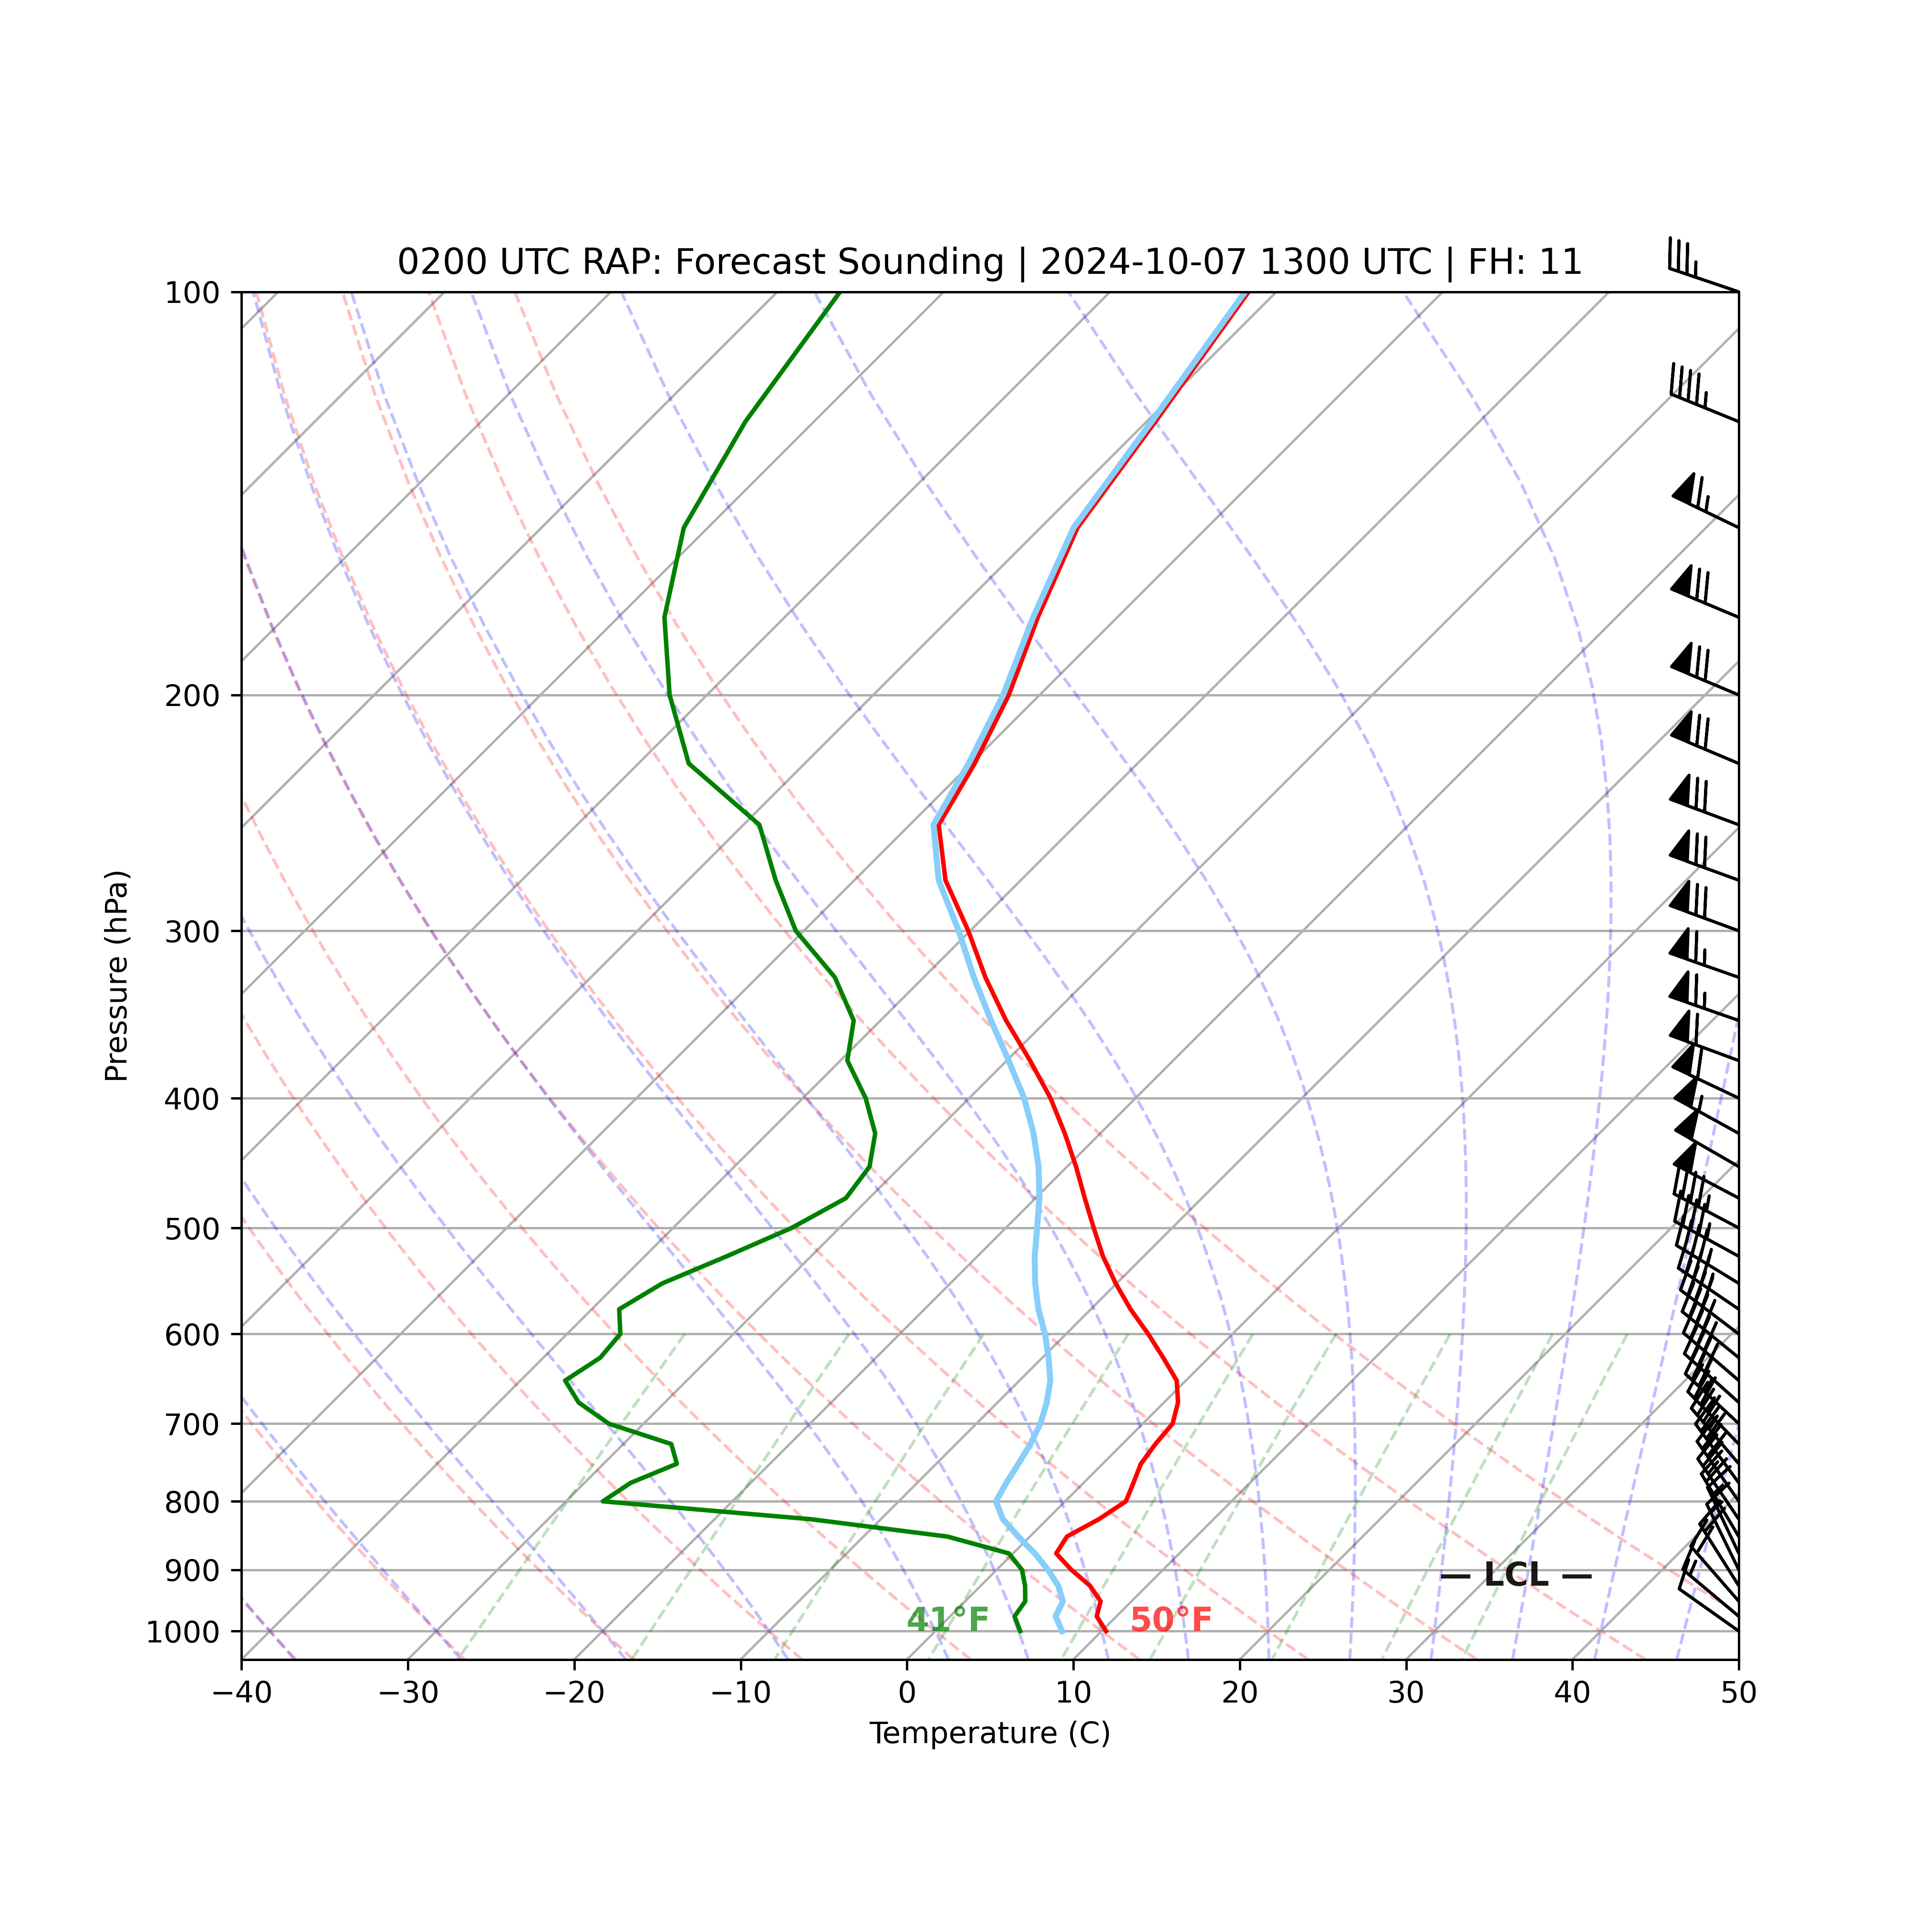 0200 UTC RAP: Forecast Sounding | 2024-10-07 1300 UTC | FH: 11
100
200
300
400
500
600
700
800
900
1000
Pressure (hPa)
— LCL —
41°F
50°F
−40 −30 −20 −10 0 10 20 30 40 50
Temperature (C)